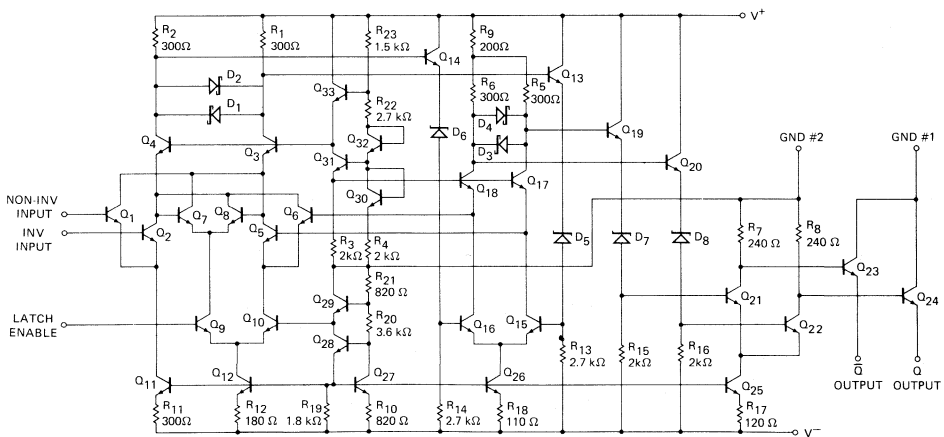 V+
R2
300Ω
R1
300Ω
R23
1.5 kΩ
Q14
R9
200Ω
Q13
D2
D1
Q33
R22
2.7 kΩ
R6
300Ω
R5
300Ω
D4
D3
D6
Q19
Q4
Q3
Q32
Q31
Q30
Q18
Q17
Q20
GND #2
GND #1
NON-INV
INPUT
Q1
Q7
Q8
Q6
INV
INPUT
Q2
Q5
R3
2kΩ
R4
2 kΩ
D5
D7
D8
R7
240 Ω
R8
240 Ω
Q23
R21
820 Ω
Q29
R20
3.6 kΩ
Q21
Q24
LATCH
ENABLE
Q9
Q10
Q28
Q16
Q15
Q22
R13
2.7 kΩ
R15
2kΩ
R16
2kΩ
Q̅
OUTPUT
Q
OUTPUT
Q11
Q12
Q27
Q26
Q25
R11
300Ω
R12
180 Ω
R19
1.8 kΩ
R10
820 Ω
R14
2.7 kΩ
R18
110 Ω
R17
120 Ω
V−